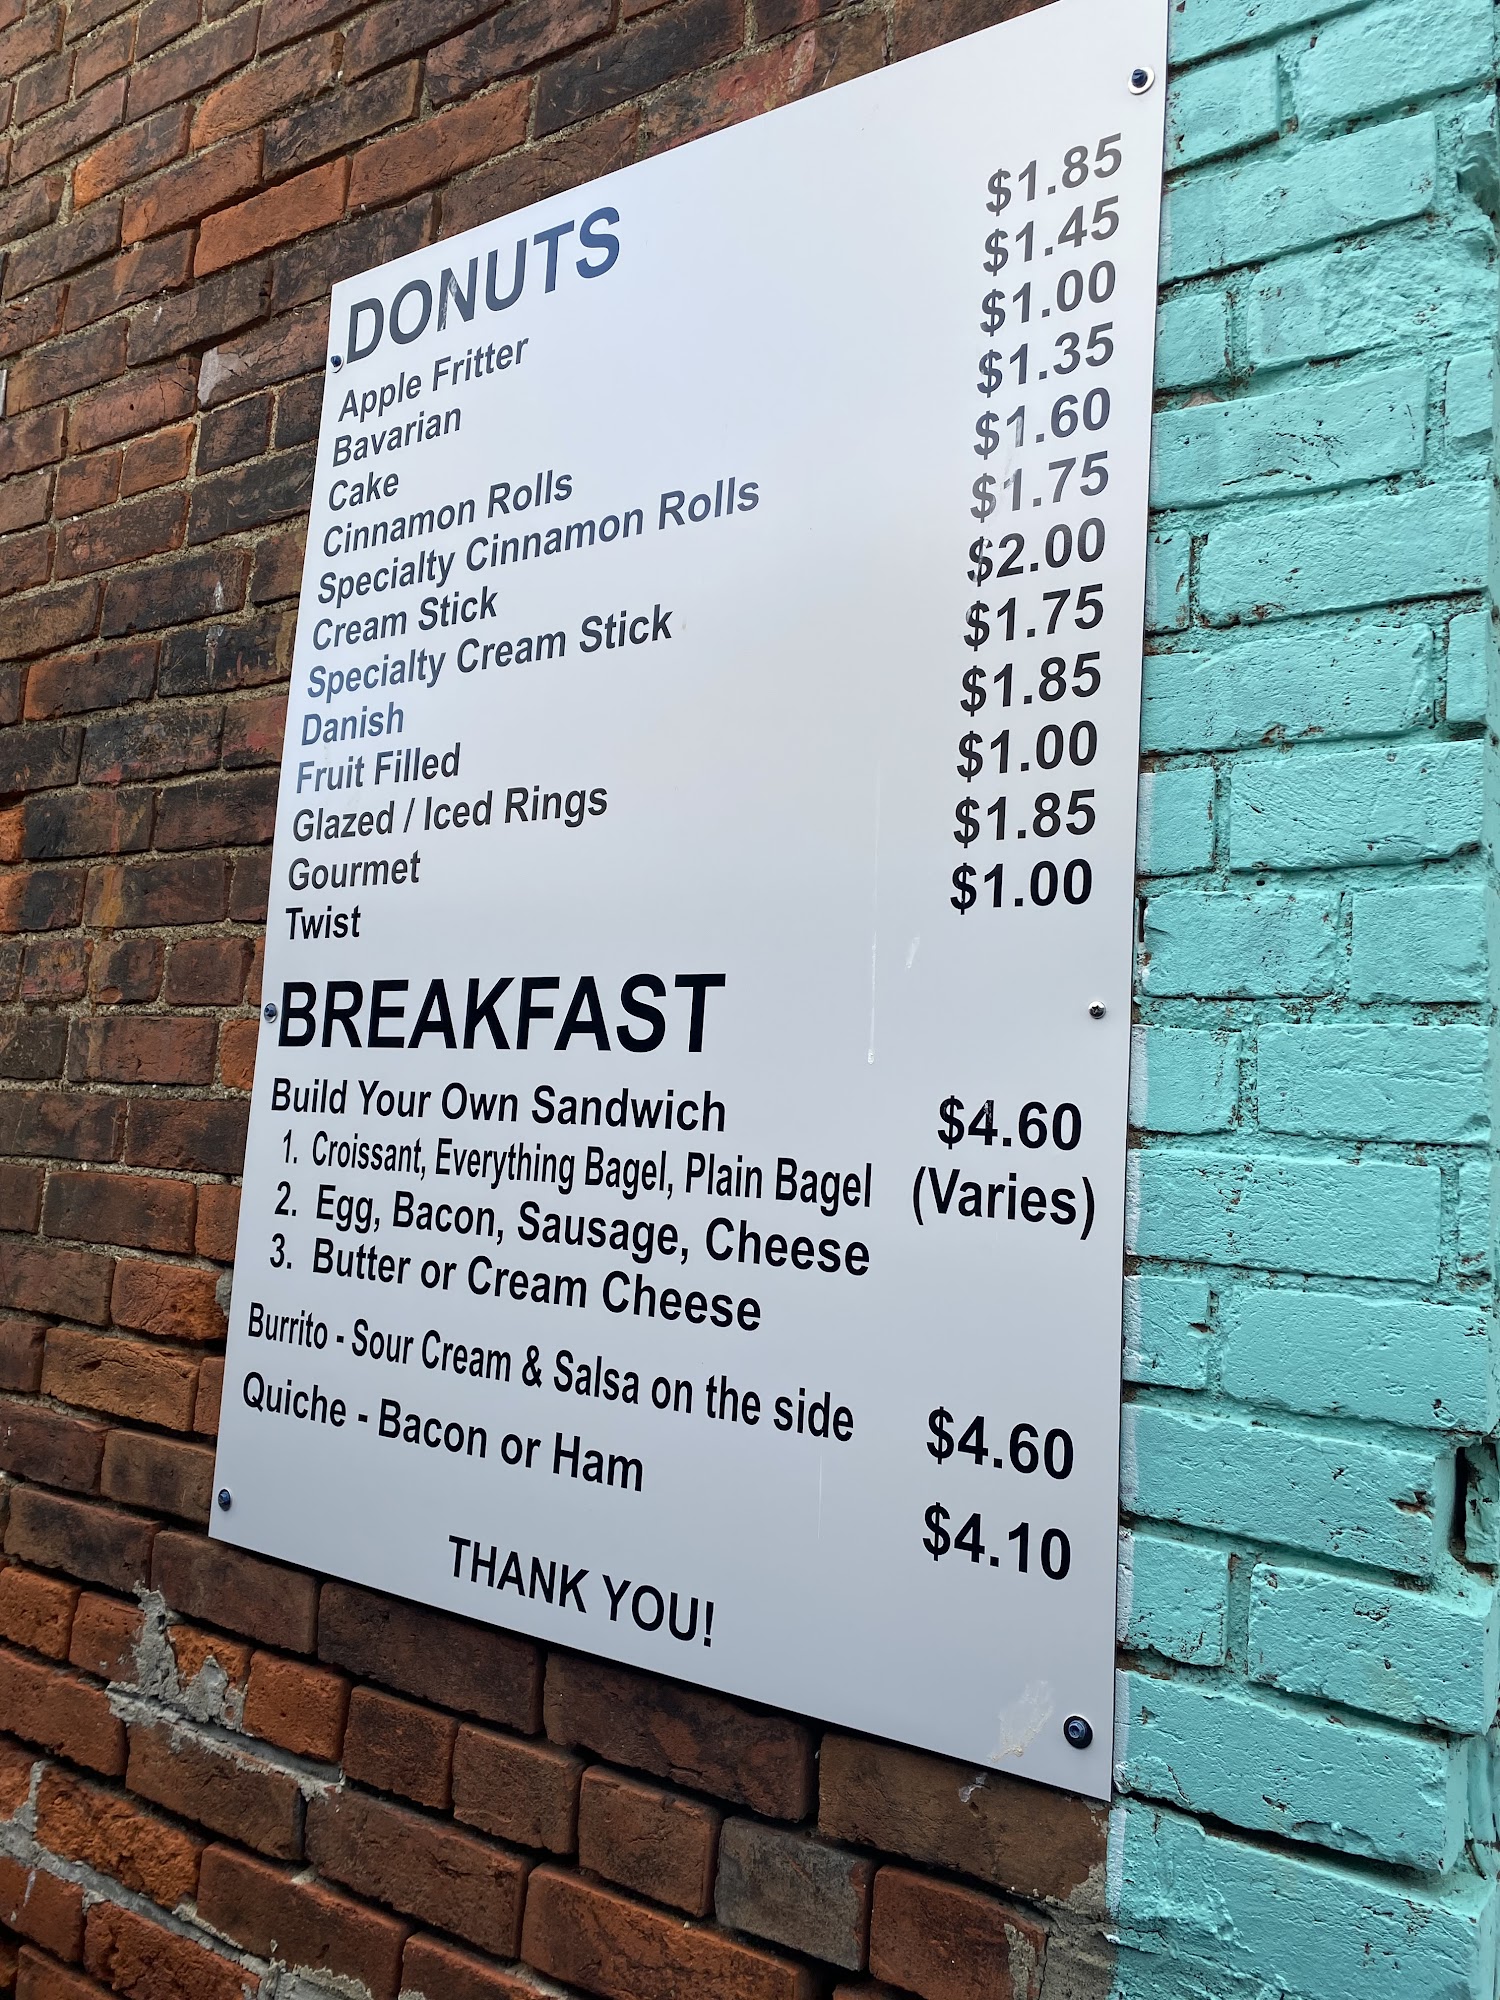 DONUTS
Apple Fritter $1.85
Bavarian $1.45
Cake $1.00
Cinnamon Rolls $1.35
Specialty Cinnamon Rolls $1.60
Cream Stick $1.75
Specialty Cream Stick $2.00
Danish $1.75
Fruit Filled $1.85
Glazed / Iced Rings $1.00
Gourmet $1.85
Twist $1.00
BREAKFAST
Build Your Own Sandwich $4.60
1. Croissant, Everything Bagel, Plain Bagel (Varies)
2. Egg, Bacon, Sausage, Cheese
3. Butter or Cream Cheese
Burrito - Sour Cream & Salsa on the side $4.60
Quiche - Bacon or Ham $4.10
THANK YOU!